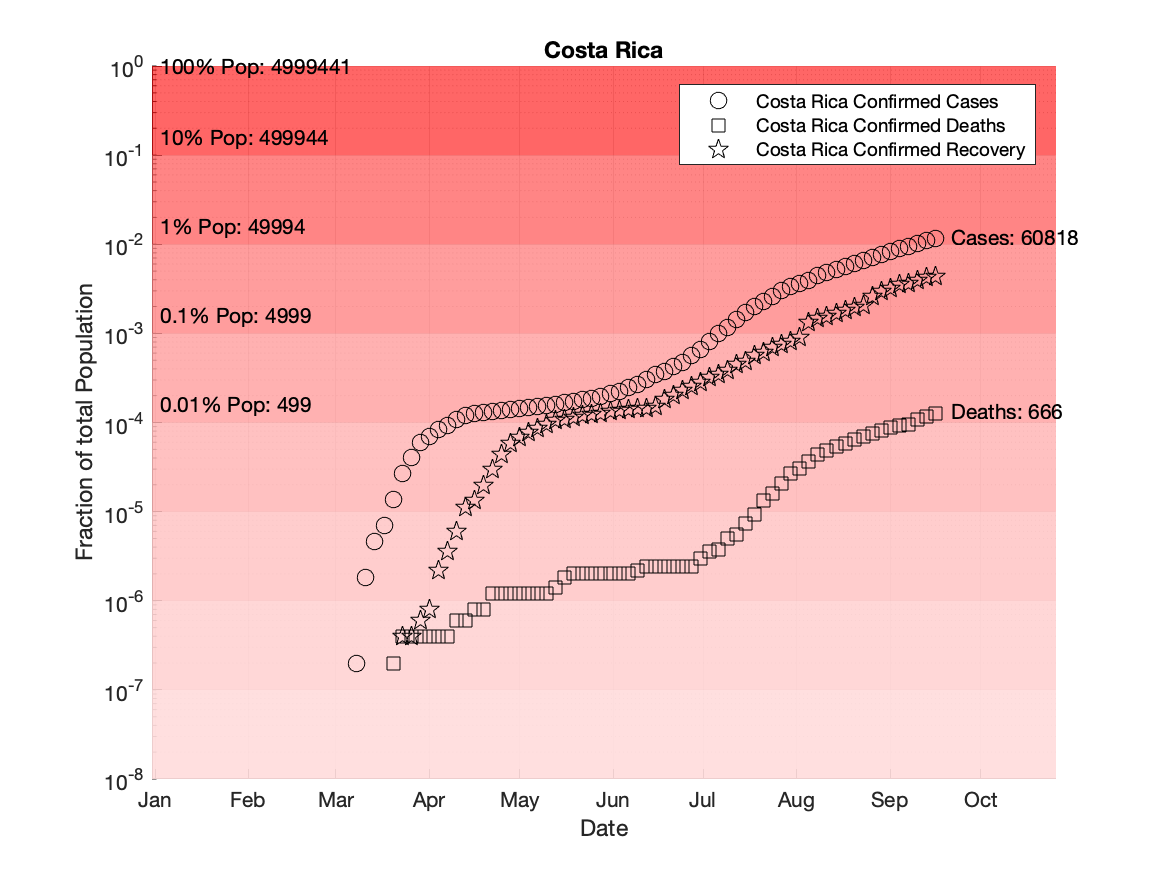 Costa Rica
10^0
100% Pop: 4999441
Costa Rica Confirmed Cases
Costa Rica Confirmed Deaths
Costa Rica Confirmed Recovery
10% Pop: 499944
10^-1
1% Pop: 49994
10^-2
Cases: 60818
0.1% Pop: 4999
10^-3
0.01% Pop: 499
10^-4
Deaths: 666
10^-5
10^-6
10^-7
10^-8
Fraction of total Population
Jan Feb Mar Apr May Jun Jul Aug Sep Oct
Date